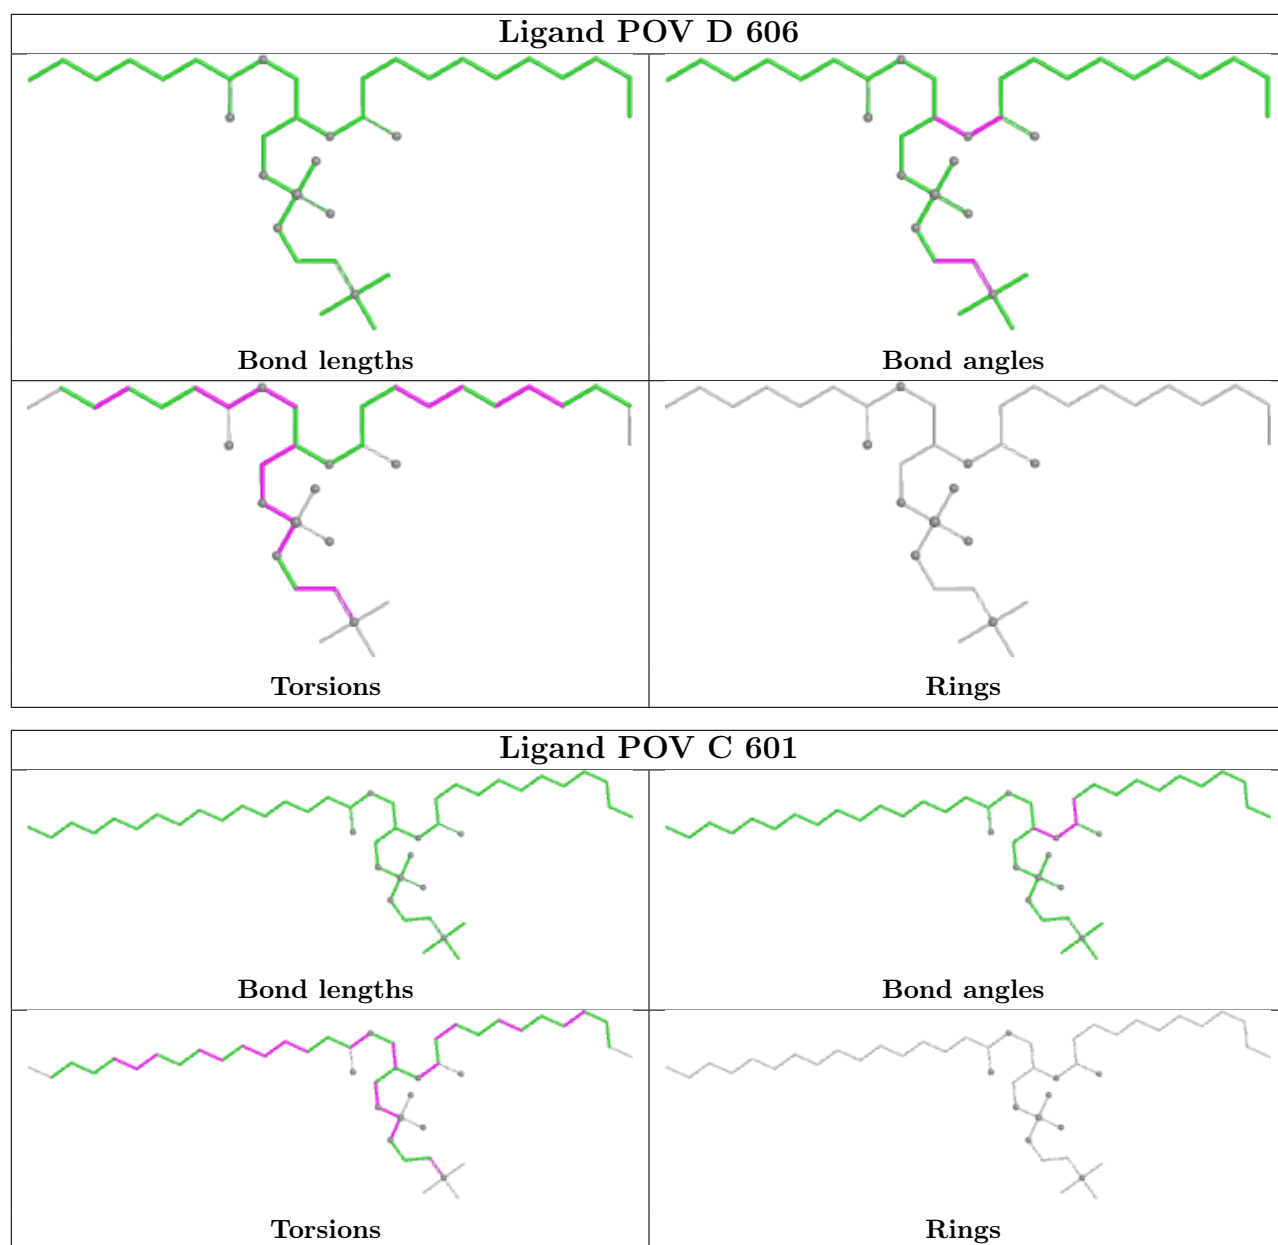 Ligand POV D 606
Bond lengths
Bond angles
Torsions
Rings
Ligand POV C 601
Bond lengths
Bond angles
Torsions
Rings